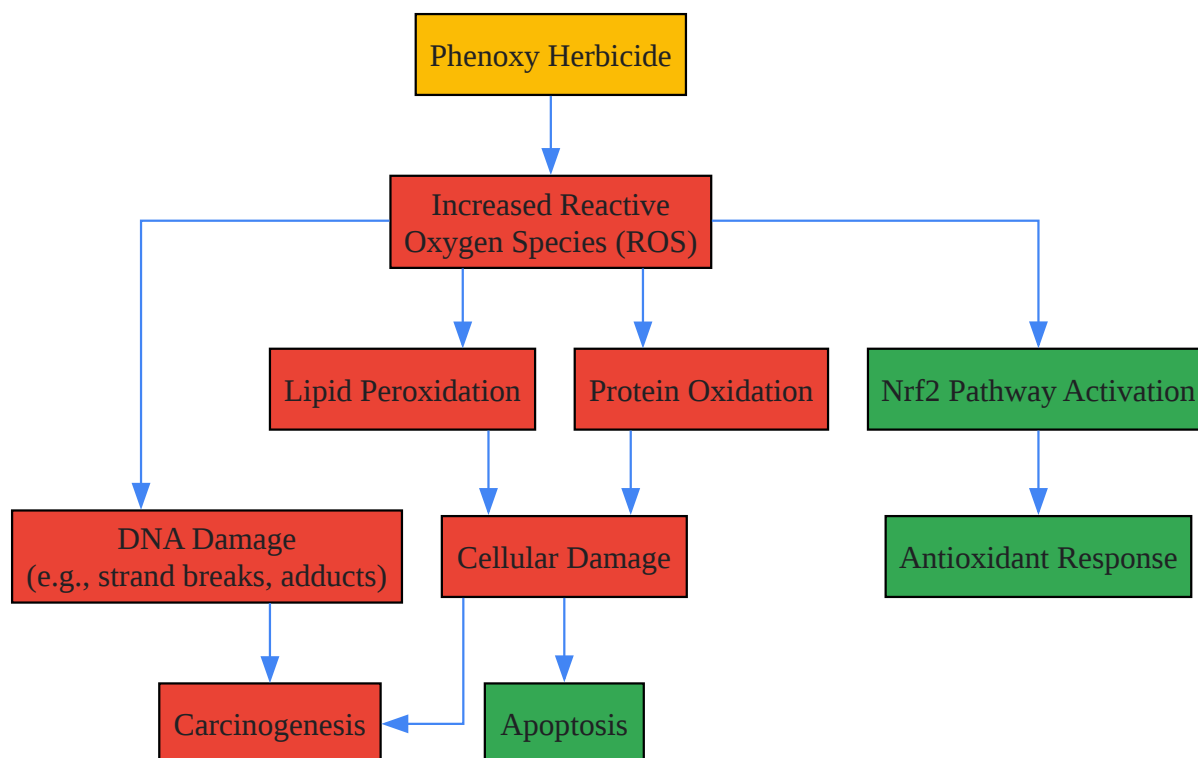 Phenoxy Herbicide
Increased Reactive
Oxygen Species (ROS)
Lipid Peroxidation
Protein Oxidation
Nrf2 Pathway Activation
DNA Damage
(e.g., strand breaks, adducts)
Cellular Damage
Antioxidant Response
Carcinogenesis
Apoptosis